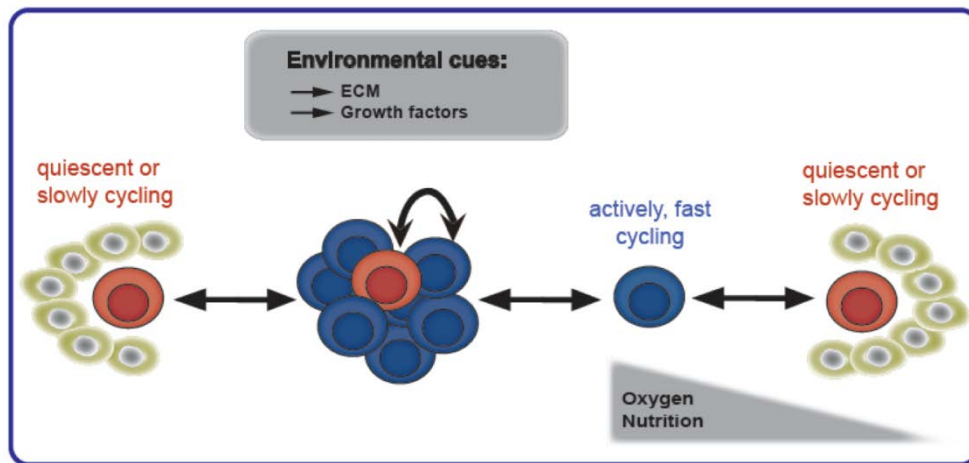 Environmental cues:
ECM
Growth factors
quiescent or
slowly cycling
actively, fast
cycling
quiescent or
slowly cycling
Oxygen
Nutrition